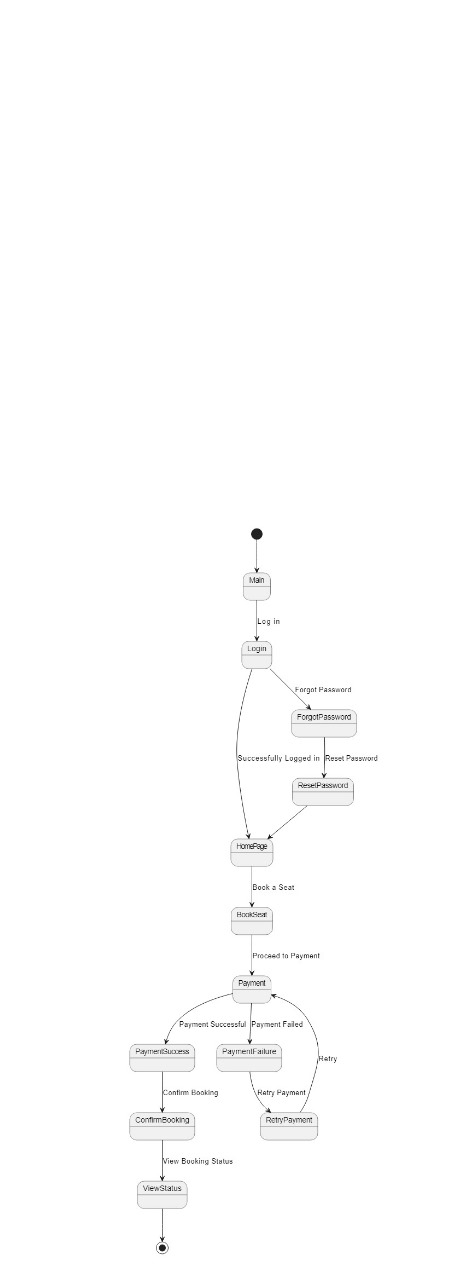 Main
Log in
Login
Forgot Password
ForgotPassword
Successfully Logged in
Reset Password
ResetPassword
HomePage
Book a Seat
BookSeat
Proceed to Payment
Payment
Payment Successful
Payment Failed
PaymentSuccess
PaymentFailure
Retry
Confirm Booking
Retry Payment
ConfirmBooking
RetryPayment
View Booking Status
ViewStatus